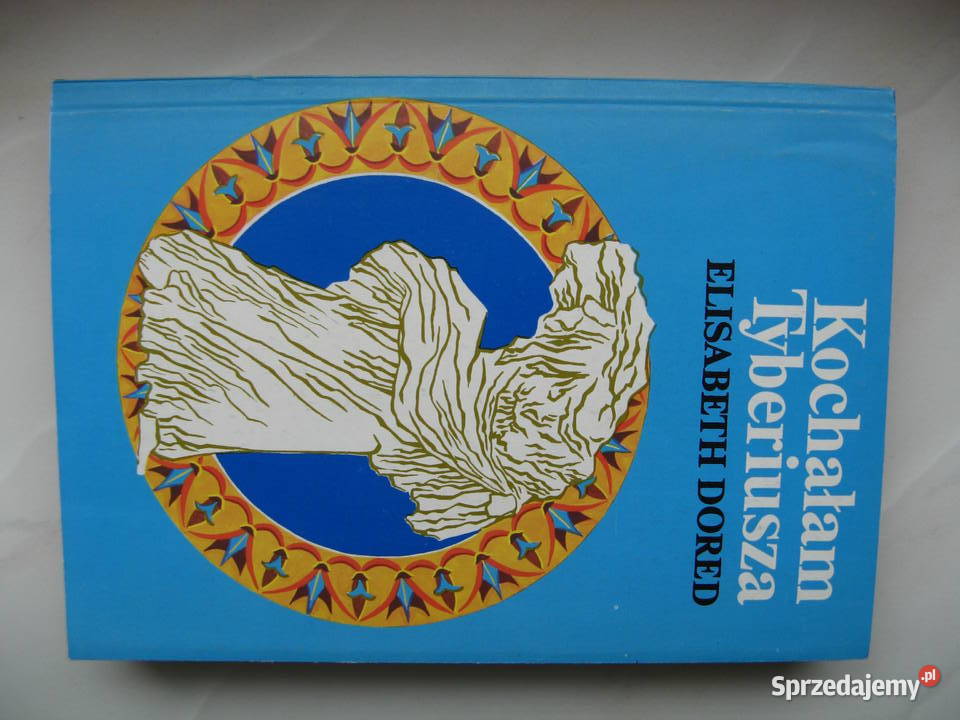 Kochałam
Tyberiusza
ELISABETH DORED
Sprzedajemy.pl